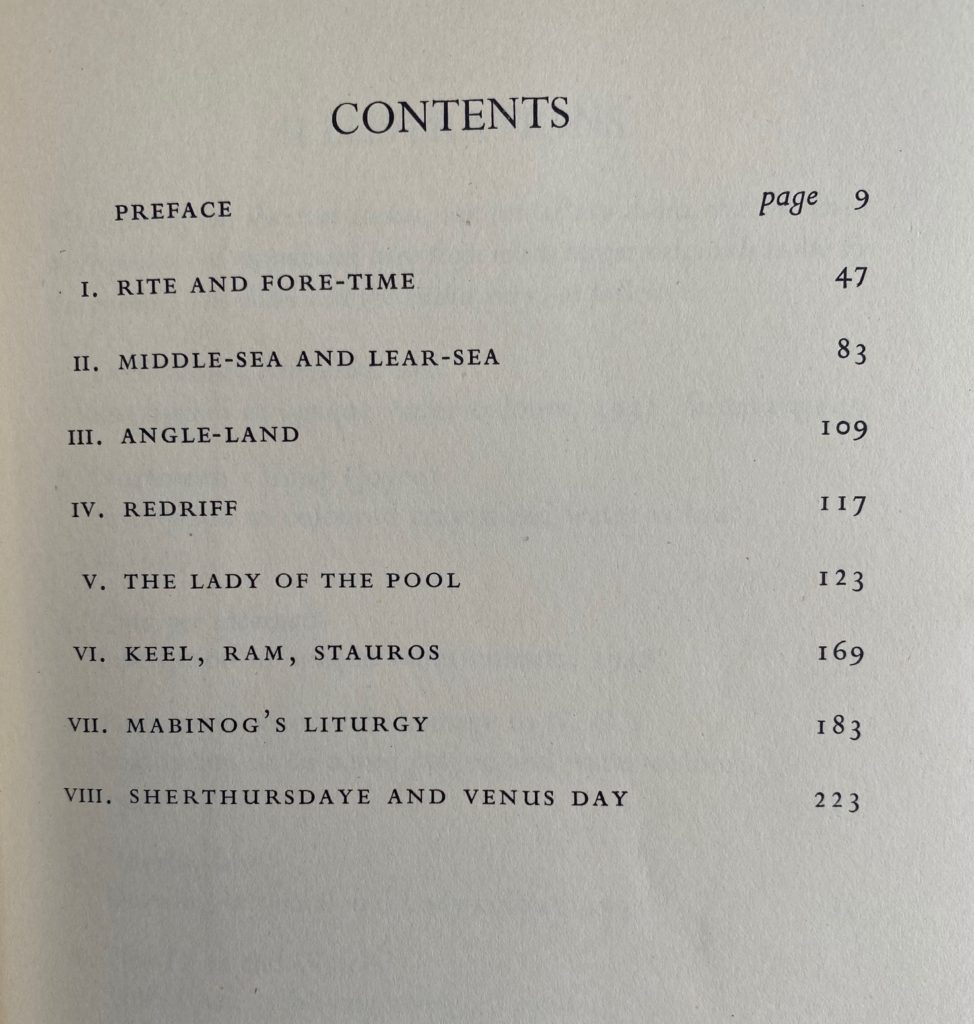 CONTENTS
PREFACE page 9
I. RITE AND FORE-TIME 47
II. MIDDLE-SEA AND LEAR-SEA 83
III. ANGLE-LAND 109
IV. REDRIFF 117
V. THE LADY OF THE POOL 123
VI. KEEL, RAM, STAUROS 169
VII. MABINOG'S LITURGY 183
VIII. SHERTHURSDAYE AND VENUS DAY 223